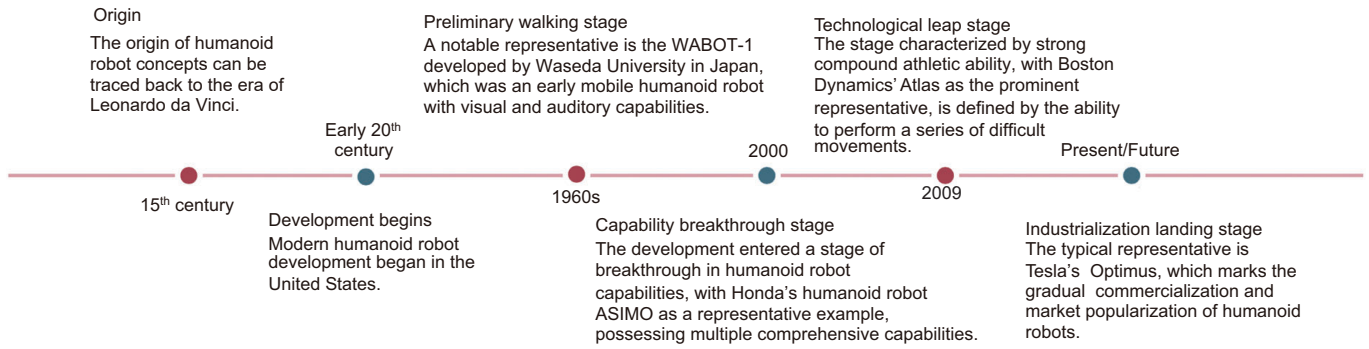 Origin
The origin of humanoid
robot concepts can be
traced back to the era of
Leonardo da Vinci.
15th century
Early 20th
century
Development begins
Modern humanoid robot
development began in the
United States.
Preliminary walking stage
A notable representative is the WABOT-1
developed by Waseda University in Japan,
which was an early mobile humanoid robot
with visual and auditory capabilities.
1960s
2000
Capability breakthrough stage
The development entered a stage of
breakthrough in humanoid robot
capabilities, with Honda's humanoid robot
ASIMO as a representative example,
possessing multiple comprehensive capabilities.
Technological leap stage
The stage characterized by strong
compound athletic ability, with Boston
Dynamics' Atlas as the prominent
representative, is defined by the ability
to perform a series of difficult
movements.
2009
Present/Future
Industrialization landing stage
The typical representative is
Tesla's Optimus, which marks the
gradual commercialization and
market popularization of humanoid
robots.